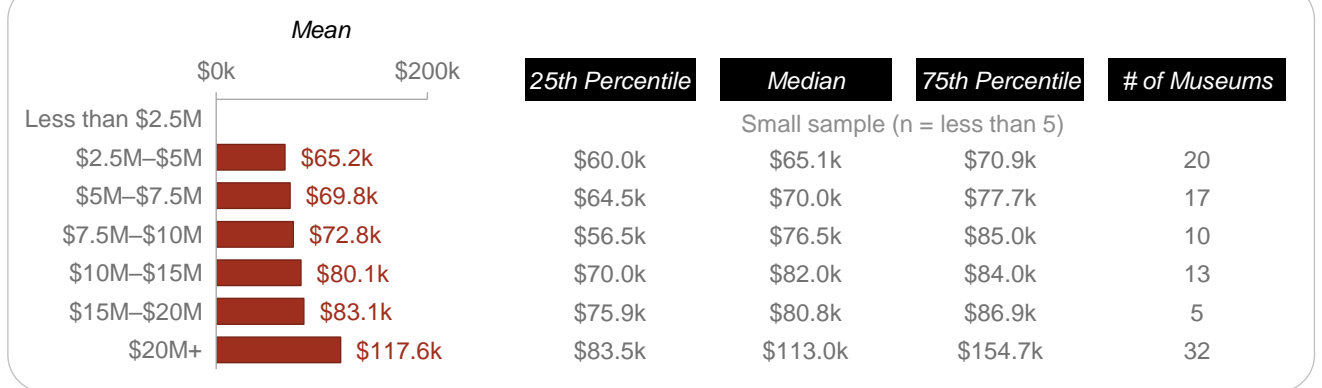 Mean
$0k $200k 25th Percentile Median 75th Percentile # of Museums
Less than $2.5M Small sample (n = less than 5)
$2.5M–$5M $65.2k $60.0k $65.1k $70.9k 20
$5M–$7.5M $69.8k $64.5k $70.0k $77.7k 17
$7.5M–$10M $72.8k $56.5k $76.5k $85.0k 10
$10M–$15M $80.1k $70.0k $82.0k $84.0k 13
$15M–$20M $83.1k $75.9k $80.8k $86.9k 5
$20M+ $117.6k $83.5k $113.0k $154.7k 32